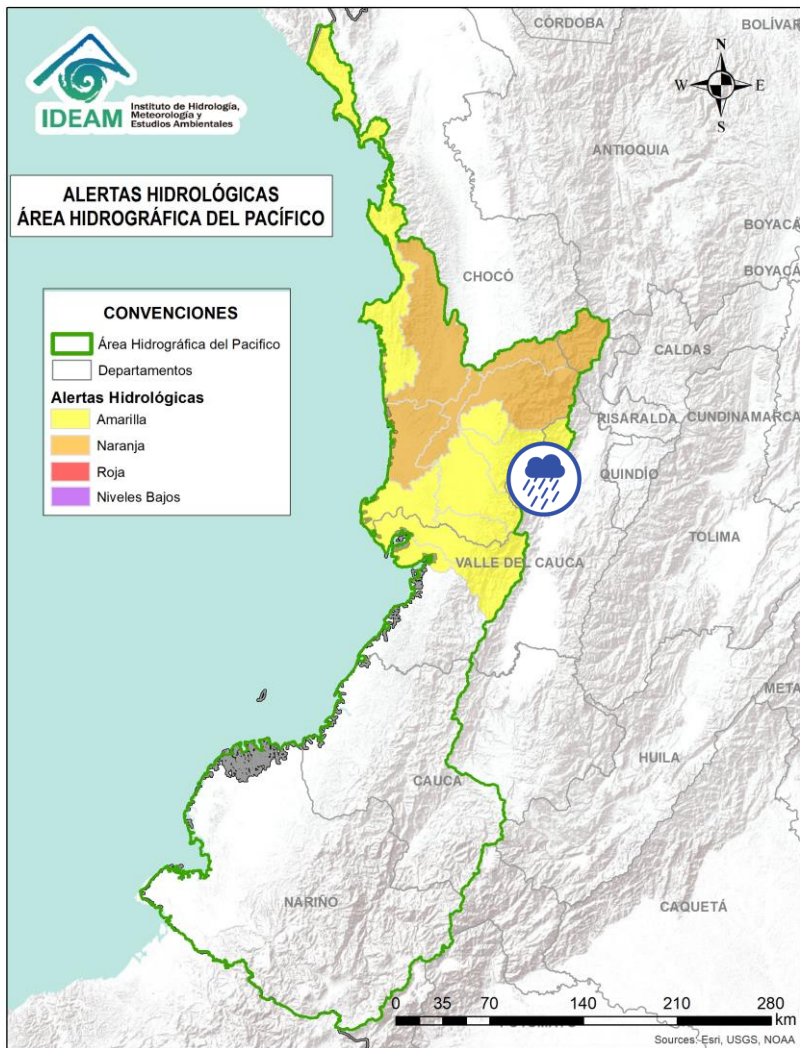 CÓRDOBA
BOLÍVAR
N
W
E
S
IDEAM
Instituto de Hidrología,
Meteorología y
Estudios Ambientales
ANTIOQUIA
ALERTAS HIDROLÓGICAS
ÁREA HIDROGRÁFICA DEL PACÍFICO
BOYACÁ
BOYACÁ
CHOCÓ
CONVENCIONES
Área Hidrográfica del Pacifico
Departamentos
Alertas Hidrológicas
Amarilla
Naranja
Roja
Niveles Bajos
CALDAS
RISARALDA
CUNDINAMARCA
QUINDÍO
TOLIMA
VALLE DEL CAUCA
META
HUILA
CAUCA
NARIÑO
CAQUETÁ
0 35 70 140 210 280
km
Sources: Esri, USGS, NOAA